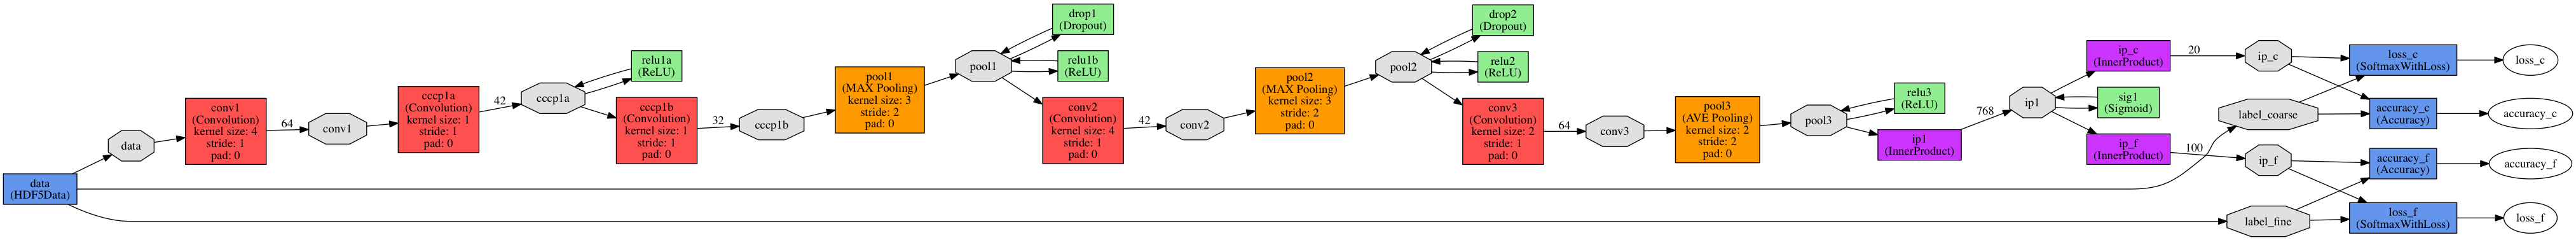 data
(HDF5Data)
data
conv1
(Convolution)
kernel size: 4
stride: 1
pad: 0
64
conv1
cccp1a
(Convolution)
kernel size: 1
stride: 1
pad: 0
42
cccp1a
relu1a
(ReLU)
cccp1b
(Convolution)
kernel size: 1
stride: 1
pad: 0
32
cccp1b
pool1
(MAX Pooling)
kernel size: 3
stride: 2
pad: 0
pool1
drop1
(Dropout)
relu1b
(ReLU)
conv2
(Convolution)
kernel size: 4
stride: 1
pad: 0
42
conv2
pool2
(MAX Pooling)
kernel size: 3
stride: 2
pad: 0
pool2
drop2
(Dropout)
relu2
(ReLU)
conv3
(Convolution)
kernel size: 2
stride: 1
pad: 0
64
conv3
pool3
(AVE Pooling)
kernel size: 2
stride: 2
pad: 0
pool3
relu3
(ReLU)
ip1
(InnerProduct)
768
ip1
ip_c
(InnerProduct)
sig1
(Sigmoid)
ip_f
(InnerProduct)
20
100
ip_c
label_coarse
ip_f
label_fine
loss_c
(SoftmaxWithLoss)
accuracy_c
(Accuracy)
accuracy_f
(Accuracy)
loss_f
(SoftmaxWithLoss)
loss_c
accuracy_c
accuracy_f
loss_f